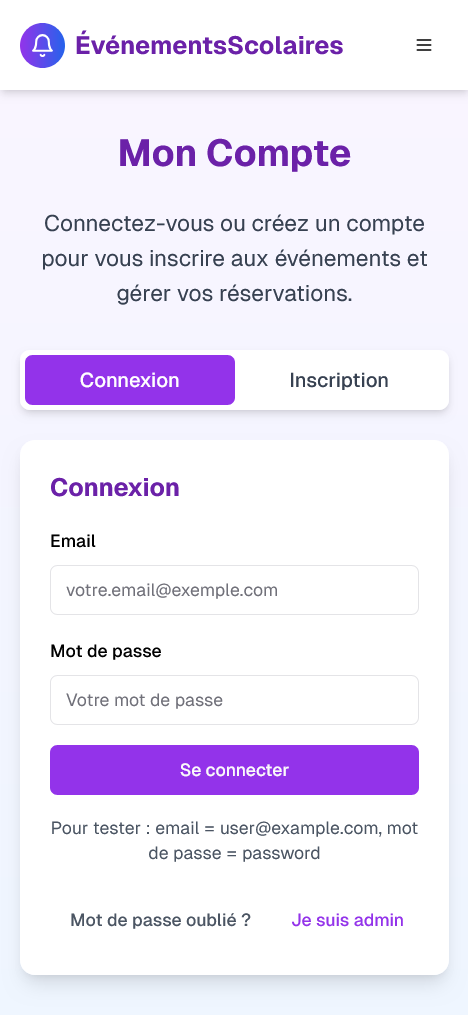 ÉvénementsScolaires
Mon Compte
Connectez-vous ou créez un compte
pour vous inscrire aux événements et
gérer vos réservations.
Connexion
Inscription
Connexion
Email
votre.email@exemple.com
Mot de passe
Votre mot de passe
Se connecter
Pour tester : email = user@example.com, mot
de passe = password
Mot de passe oublié ?
Je suis admin